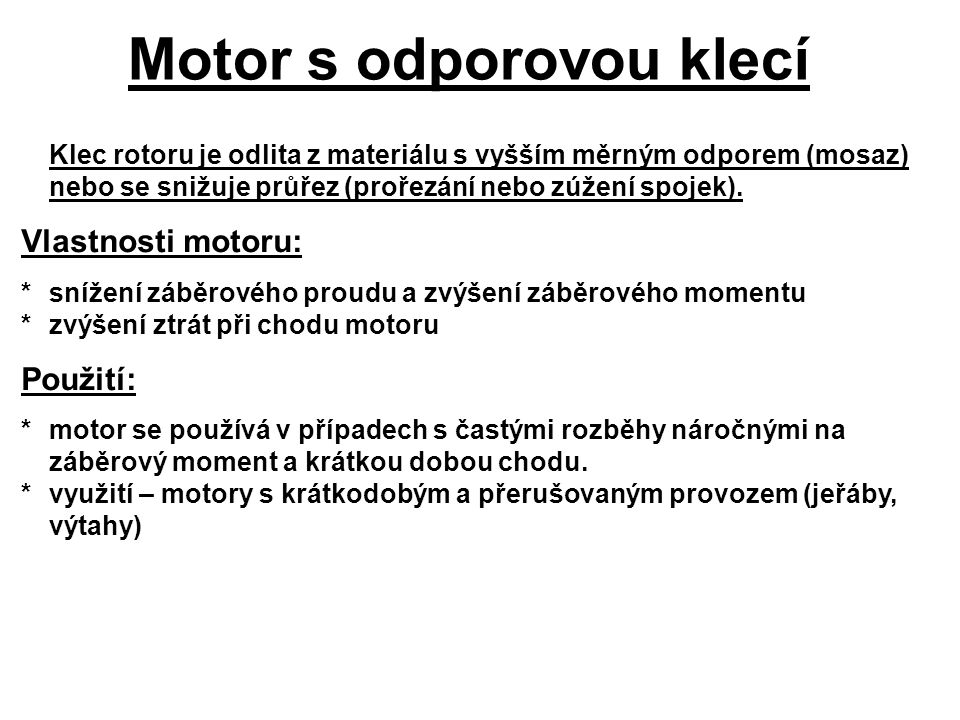 Motor s odporovou klecí
Klec rotoru je odlita z materiálu s vyšším měrným odporem (mosaz)
nebo se snižuje průřez (prořezání nebo zúžení spojek).
Vlastnosti motoru:
* snížení záběrového proudu a zvýšení záběrového momentu
* zvýšení ztrát při chodu motoru
Použití:
* motor se používá v případech s častými rozběhy náročnými na
záběrový moment a krátkou dobou chodu.
* využití – motory s krátkodobým a přerušovaným provozem (jeřáby,
výtahy)